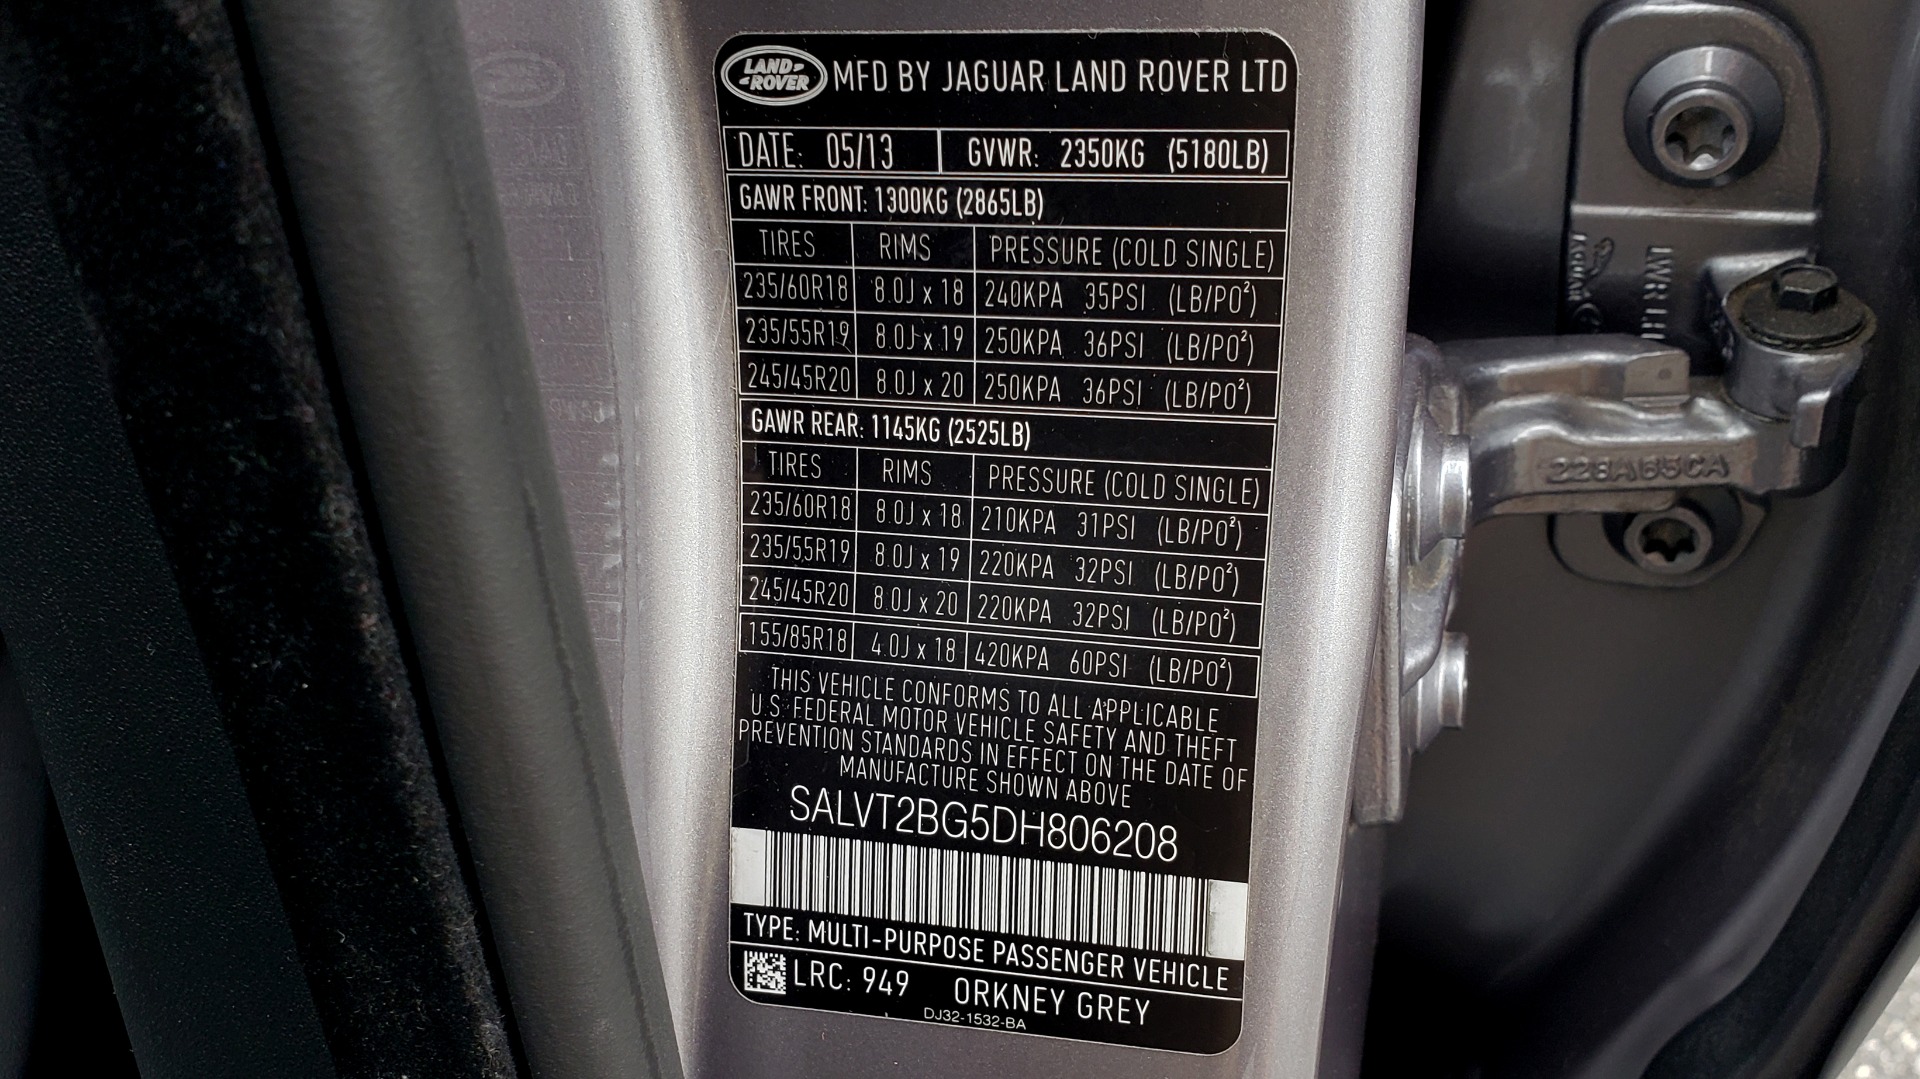 LAND ROVER MFD BY JAGUAR LAND ROVER LTD
DATE: 05/13 GVWR: 2350KG (5180LB)
GAWR FRONT: 1300KG (2865LB)
TIRES RIMS PRESSURE (COLD SINGLE)
235/60R18 8.0J x 18 240KPA 35PSI (LB/PO²)
235/55R19 8.0J x 19 250KPA 36PSI (LB/PO²)
245/45R20 8.0J x 20 250KPA 36PSI (LB/PO²)
GAWR REAR: 1145KG (2525LB)
TIRES RIMS PRESSURE (COLD SINGLE)
235/60R18 8.0J x 18 210KPA 31PSI (LB/PO²)
235/55R19 8.0J x 19 220KPA 32PSI (LB/PO²)
245/45R20 8.0J x 20 220KPA 32PSI (LB/PO²)
155/85R18 4.0J x 18 420KPA 60PSI (LB/PO²)
THIS VEHICLE CONFORMS TO ALL APPLICABLE
U.S. FEDERAL MOTOR VEHICLE SAFETY AND THEFT
PREVENTION STANDARDS IN EFFECT ON THE DATE OF
MANUFACTURE SHOWN ABOVE
SALVT2BG5DH806208
TYPE: MULTI-PURPOSE PASSENGER VEHICLE
LRC: 949 ORKNEY GREY
DJ32-1532-BA
JAGUAR
LWR LH
228A65CA